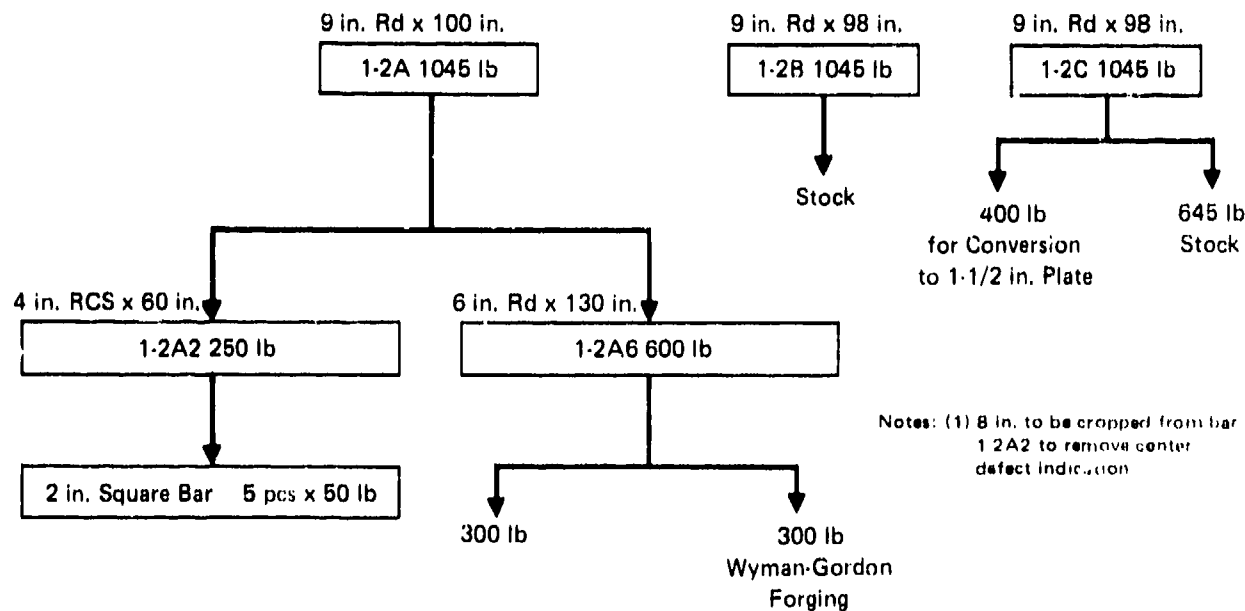 9 in. Rd x 100 in.
1-2A 1045 lb
9 in. Rd x 98 in.
1-2B 1045 lb
Stock
9 in. Rd x 98 in.
1-2C 1045 lb
400 lb
for Conversion
to 1-1/2 in. Plate
645 lb
Stock
4 in. RCS x 60 in.
1-2A2 250 lb
2 in. Square Bar 5 pcs x 50 lb
6 in. Rd x 130 in.
1-2A6 600 lb
300 lb
300 lb
Wyman-Gordon
Forging
Notes: (1) 8 in. to be cropped from bar
1 2A2 to remove center
defect indication